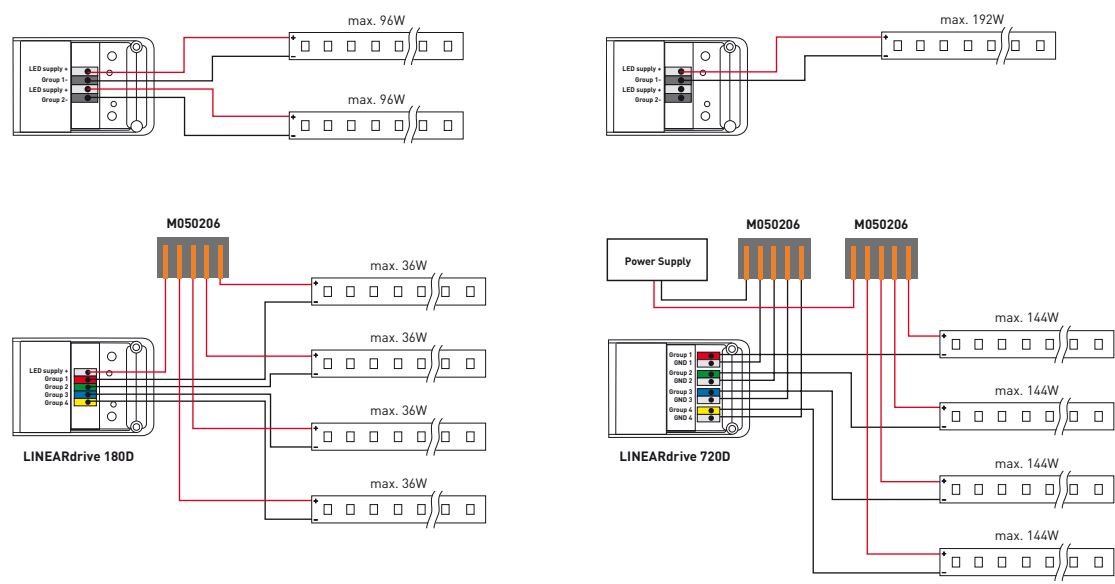 max. 96W
LED supply +
Group 1-
LED supply +
Group 2-
+
-
max. 96W
+
-
max. 192W
LED supply +
Group 1-
LED supply +
Group 2-
+
-
M050206
max. 36W
+
-
max. 36W
+
-
LED supply +
Group 1
Group 2
Group 3
Group 4
max. 36W
+
-
LINEARdrive 180D
max. 36W
+
-
M050206
M050206
Power Supply
max. 144W
+
-
Group 1
GND 1
Group 2
GND 2
Group 3
GND 3
Group 4
GND 4
max. 144W
+
-
LINEARdrive 720D
max. 144W
+
-
max. 144W
+
-